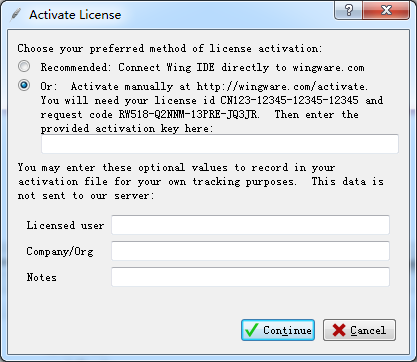 Activate License
Choose your preferred method of license activation:
Recommended: Connect Wing IDE directly to wingware.com
Or:  Activate manually at http://wingware.com/activate.
You will need your license id CN123-12345-12345-12345 and
request code RW518-Q2NNM-13PRE-JQ3JR.  Then enter the
provided activation key here:
You may enter these optional values to record in your
activation file for your own tracking purposes.  This data is
not sent to our server:
Licensed user
Company/Org
Notes
Continue
Cancel